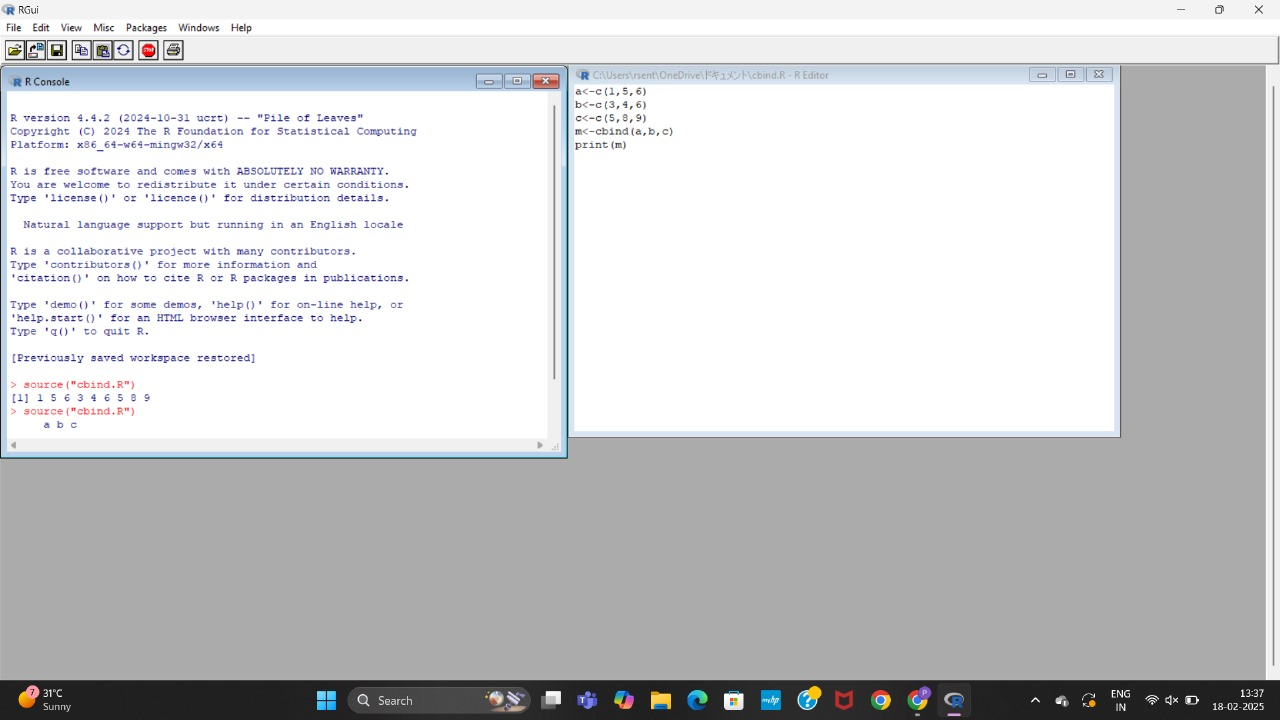 RGui
File Edit View Misc Packages Windows Help
R Console
R version 4.4.2 (2024-10-31 ucrt) -- "Pile of Leaves"
Copyright (C) 2024 The R Foundation for Statistical Computing
Platform: x86_64-w64-mingw32/x64
R is free software and comes with ABSOLUTELY NO WARRANTY.
You are welcome to redistribute it under certain conditions.
Type 'license()' or 'licence()' for distribution details.
Natural language support but running in an English locale
R is a collaborative project with many contributors.
Type 'contributors()' for more information and
'citation()' on how to cite R or R packages in publications.
Type 'demo()' for some demos, 'help()' for on-line help, or
'help.start()' for an HTML browser interface to help.
Type 'q()' to quit R.
[Previously saved workspace restored]
> source("cbind.R")
[1] 1 5 6 3 4 6 5 8 9
> source("cbind.R")
a b c
C:\Users\rsent\OneDrive\ドキュメント\cbind.R - R Editor
a<-c(1,5,6)
b<-c(3,4,6)
c<-c(5,8,9)
m<-cbind(a,b,c)
print(m)
7
31°C
Sunny
Search
ENG
IN
13:37
18-02-2025